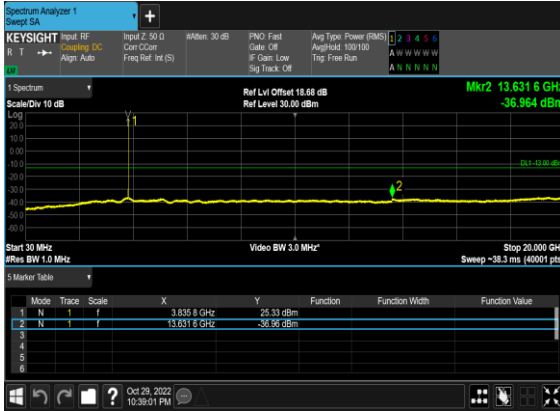 Spectrum Analyzer 1
Swept SA
+
KEYSIGHT
R T
Input: RF
Coupling: DC
Align: Auto
Input Z: 50 Ω
Corr CCorr
Freq Ref: Int (S)
#Atten: 30 dB
PNO: Fast
Gate: Off
IF Gain: Low
Sig Track: Off
Avg Type: Power (RMS)
Avg|Hold: 100/100
Trig: Free Run
1 2 3 4 5 6
A W W W W W
A N N N N N
1 Spectrum
Scale/Div 10 dB
Ref Lvl Offset 18.68 dB
Ref Level 30.00 dBm
Mkr2 13.631 6 GHz
-36.964 dBm
Log
20.0
10.0
0.00
-10.0
-20.0
-30.0
-40.0
-50.0
-60.0
1
2
DL1 -13.00 dBm
Start 30 MHz
#Res BW 1.0 MHz
Video BW 3.0 MHz*
Stop 20.000 GHz
Sweep ~38.3 ms (40001 pts)
5 Marker Table
Mode Trace Scale X Y Function Function Width Function Value
1 N 1 f 3.835 8 GHz 25.33 dBm
2 N 1 f 13.631 6 GHz -36.96 dBm
3
4
5
6
?
Oct 29, 2022
10:39:01 PM